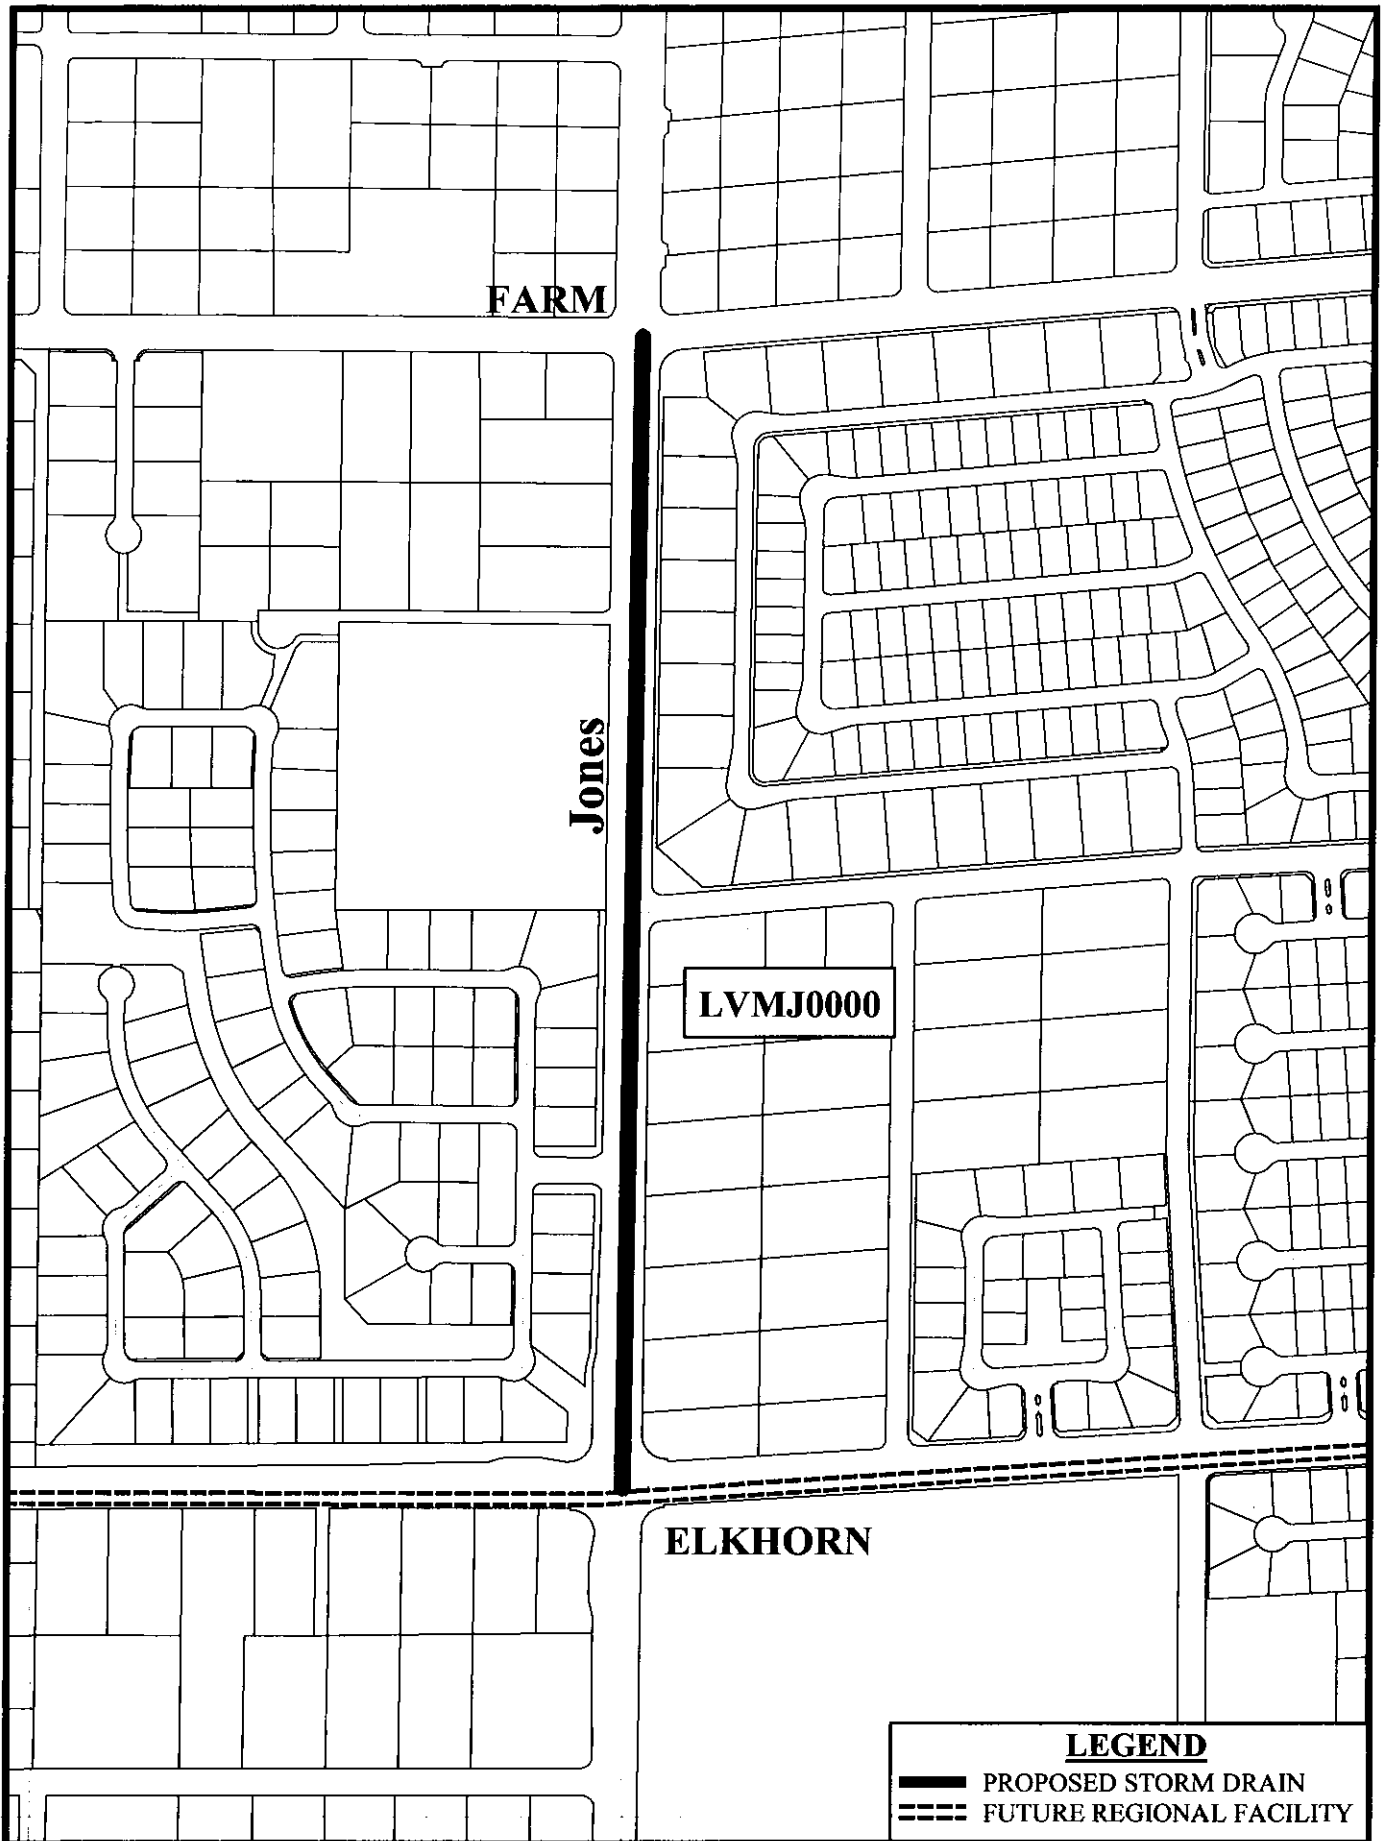 FARM
Jones
LVMJ0000
ELKHORN
LEGEND
PROPOSED STORM DRAIN
FUTURE REGIONAL FACILITY